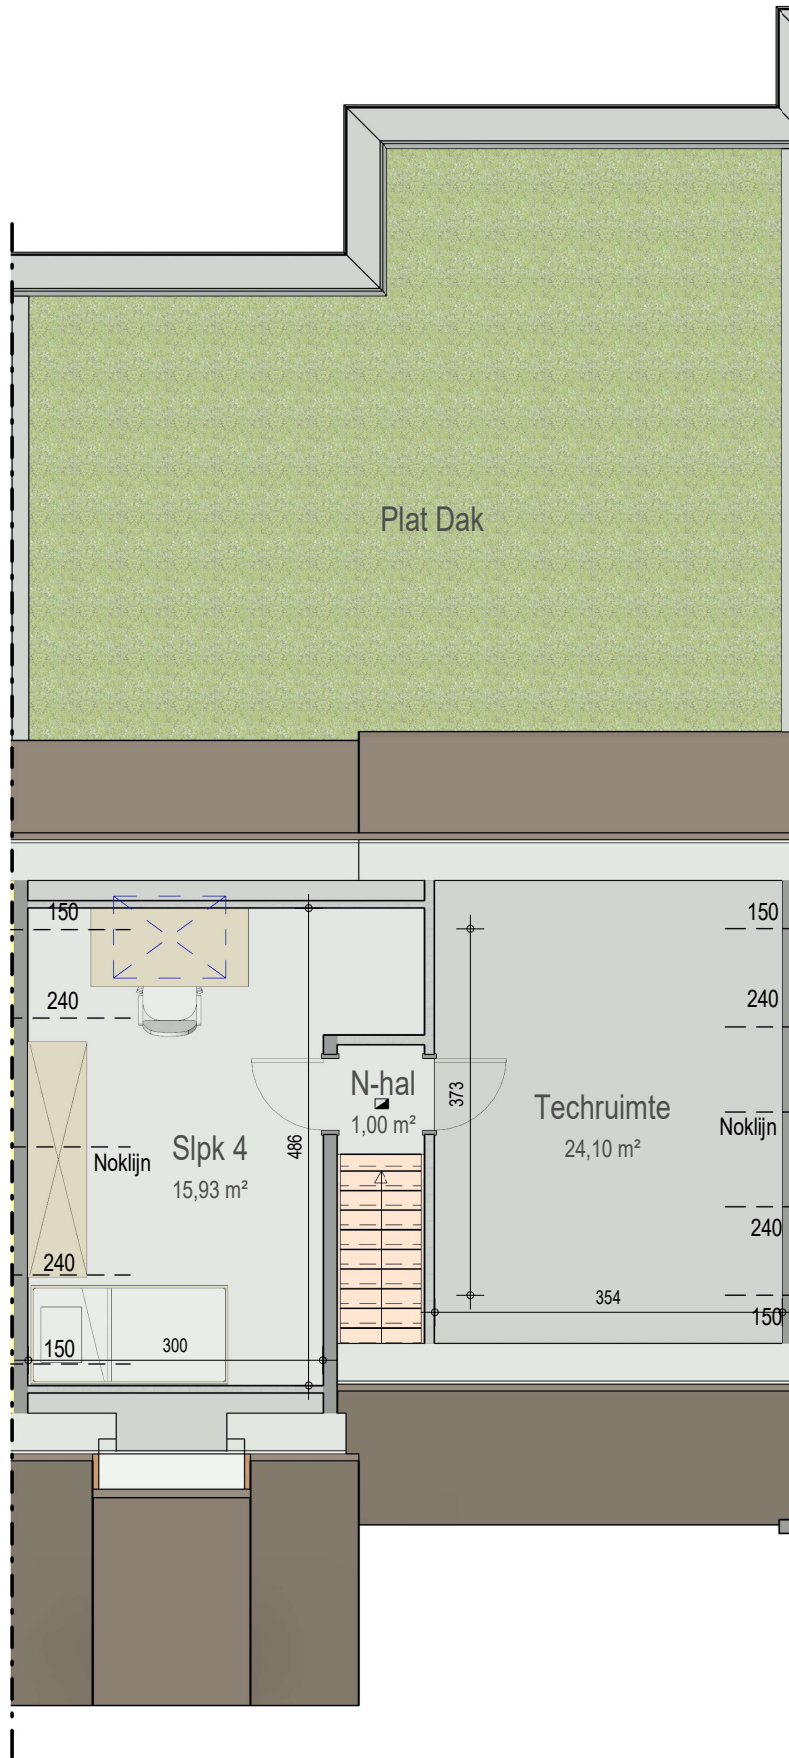 Plat Dak
150
150
240
240
373
N-hal
1,00 m²
Techruimte
24,10 m²
Noklijn
Noklijn
Slpk 4
15,93 m²
486
240
240
354
150
150
300